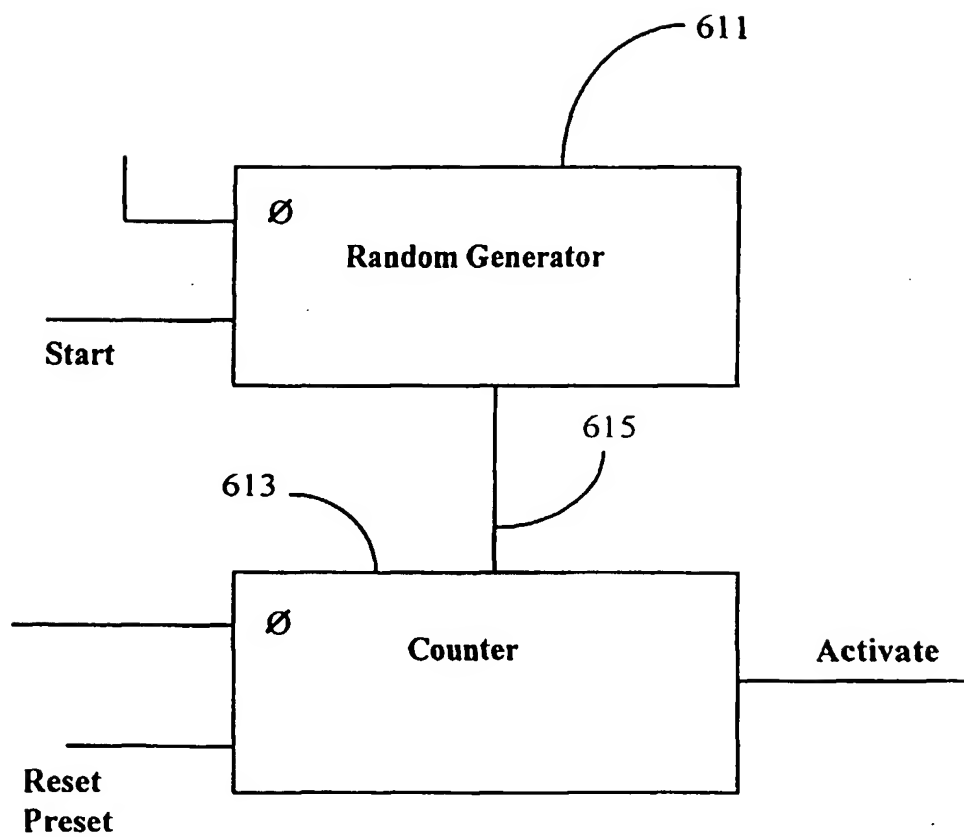 611
Ø
Random Generator
Start
615
613
Ø
Counter
Activate
Reset
Preset